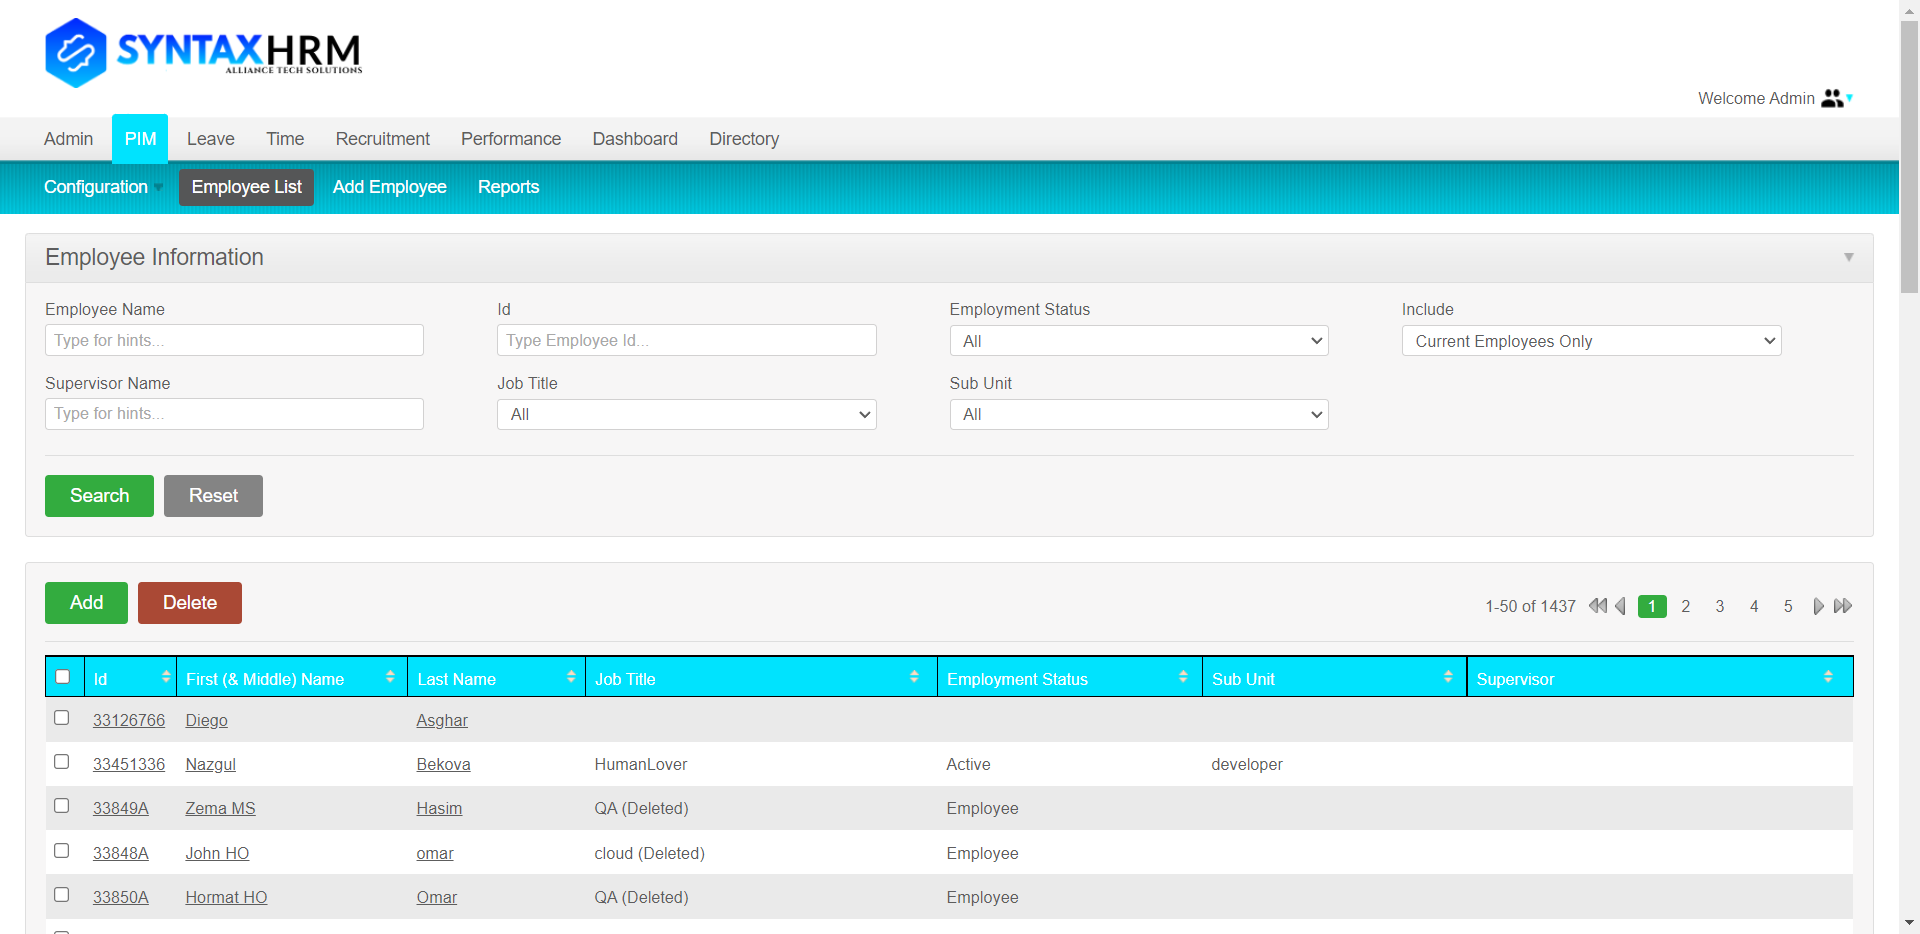 SYNTAXHRM
ALLIANCE TECH SOLUTIONS
Welcome Admin
Admin PIM Leave Time Recruitment Performance Dashboard Directory
Configuration Employee List Add Employee Reports
Employee Information
Employee Name Id Employment Status Include
Type for hints... Type Employee Id... All Current Employees Only
Supervisor Name Job Title Sub Unit
Type for hints... All All
Search Reset
Add Delete 1-50 of 1437 1 2 3 4 5
Id First (& Middle) Name Last Name Job Title Employment Status Sub Unit Supervisor
33126766 Diego Asghar
33451336 Nazgul Bekova HumanLover Active developer
33849A Zema MS Hasim QA (Deleted) Employee
33848A John HO omar cloud (Deleted) Employee
33850A Hormat HO Omar QA (Deleted) Employee